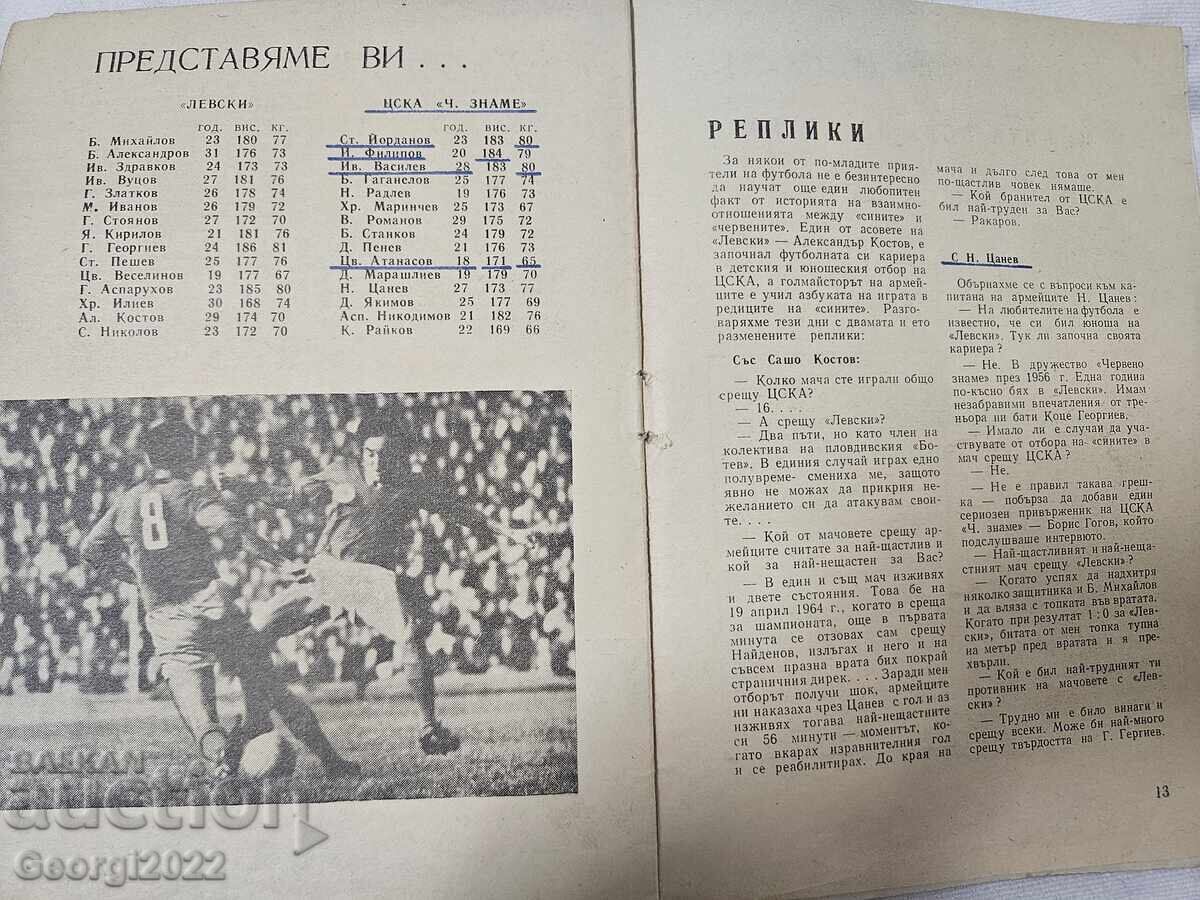 ПРЕДСТАВЯМЕ ВИ . . .
«ЛЕВСКИ»
год. вис. кг.
Б. Михайлов 23 180 77
Б. Александров 31 176 73
Ив. Здравков 24 173 73
Ив. Вуцов 27 181 76
Г. Златков 26 178 74
М. Иванов 26 179 72
Г. Стоянов 27 172 70
Я. Кирилов 21 181 76
Г. Георгиев 24 186 81
Ст. Пешев 25 177 76
Цв. Веселинов 19 177 67
Г. Аспарухов 23 185 80
Хр. Илиев 30 168 74
Ал. Костов 29 174 70
С. Николов 23 172 70
ЦСКА «Ч. ЗНАМЕ»
год. вис. кг.
Ст. Йорданов 23 183 80
Й. Филипов 20 184 79
Ив. Василев 28 183 80
Б. Гаганелов 25 177 74
Н. Радлев 19 176 73
Хр. Маринчев 25 173 67
В. Романов 29 175 72
Б. Станков 24 179 72
Д. Пенев 21 176 73
Цв. Атанасов 18 171 65
Д. Марашлиев 19 179 70
Н. Цанев 27 173 77
Д. Якимов 25 177 69
Асп. Никодимов 21 182 76
К. Райков 22 169 66
8
РЕПЛИКИ
За някои от по-младите прия-
тели на футбола не е безинтересно
да научат още един любопитен
факт от историята на взаимно-
отношенията между «сините» и
«червените». Един от асовете на
«Левски» — Александър Костов, е
започнал футболната си кариера
в детския и юношеския отбор на
ЦСКА, а голмайсторът на армей-
ците е учил азбуката на играта в
редиците на «сините». Разго-
варяхме тези дни с двамата и ето
разменените реплики:
Със Сашо Костов:
— Колко мача сте играли общо
срещу ЦСКА?
— 16. . . .
— А срещу «Левски»?
— Два пъти, но като член на
колектива на пловдивския «Бо-
тев». В единия случай играх едно
полувреме — смениха ме, защото
явно не можах да прикрия не-
желанието си да атакувам свои-
те. . . .
— Кой от мачовете срещу ар-
мейците считате за най-щастлив и
кой за най-нещастен за Вас?
— В един и същ мач изживях
и двете състояния. Това бе на
19 април 1964 г., когато в среща
за шампионата, още в първата
минута се отзовах сам срещу
Найденов, излъгах и него и на
съвсем празна врата бих покрай
страничния дирек. . . . Заради мен
отборът получи шок, армейците
ни наказаха чрез Цанев с гол и аз
изживях тогава най-нещастните
си 56 минути — моментът, ко-
гато вкарах изравнителния гол
и се реабилитирах. До края на
мача и дълго след това от мен
по-щастлив човек нямаше.
— Кой бранител от ЦСКА е
бил най-труден за Вас?
— Ракаров.
С Н. Цанев
Обърнахме се с въпроси към ка-
питана на армейците Н. Цанев:
— На любителите на футбола е
известно, че си бил юноша на
«Левски». Тук ли започна своята
кариера?
— Не. В дружество «Червено
знаме» през 1956 г. Една година
по-късно бях в «Левски». Имам
незабравими впечатления от тре-
ньора ни бати Коце Георгиев.
— Имало ли е случаи да уча-
ствувате от отбора на «сините» в
мач срещу ЦСКА?
— Не.
— Не е правил такава греш-
ка — побърза да добави един
сериозен привърженик на ЦСКА
«Ч. знаме» — Борис Гогов, който
подслушваше интервюто.
— Най-щастливият и най-неща-
стният мач срещу «Левски»?
— Когато успях да надхитря
няколко защитника и Б. Михайлов
и да вляза с топката във вратата.
Когато при резултат 1:0 за «Лев-
ски», битата от мен топка тупна
на метър пред вратата и я пре-
хвърли.
— Кой е бил най-трудният ти
противник на мачовете с «Лев-
ски»?
— Трудно ми е било винаги и
срещу всеки. Може би най-много
срещу твърдостта на Г. Гергиев.
13
BALKAN
auction
Georgi2022